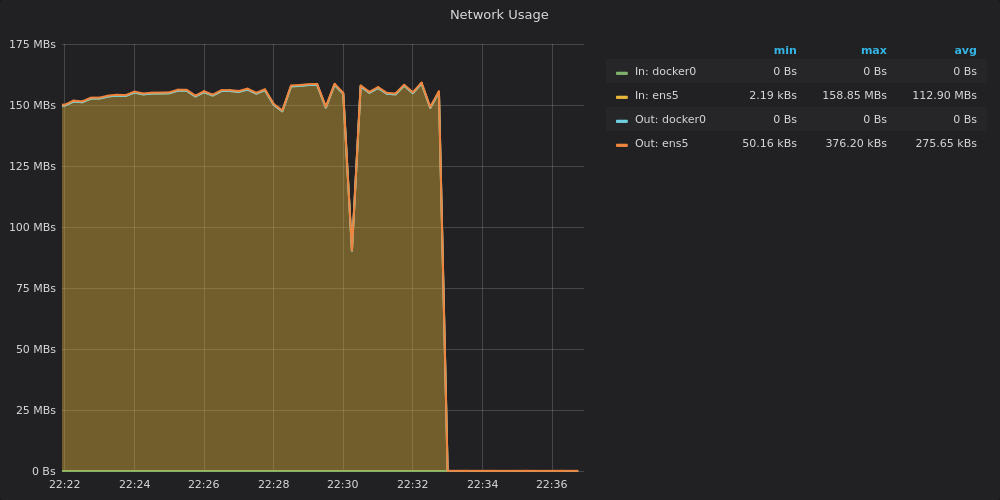 Network Usage
175 MBs
150 MBs
125 MBs
100 MBs
75 MBs
50 MBs
25 MBs
0 Bs
22:22 22:24 22:26 22:28 22:30 22:32 22:34 22:36
min max avg
In: docker0 0 Bs 0 Bs 0 Bs
In: ens5 2.19 kBs 158.85 MBs 112.90 MBs
Out: docker0 0 Bs 0 Bs 0 Bs
Out: ens5 50.16 kBs 376.20 kBs 275.65 kBs